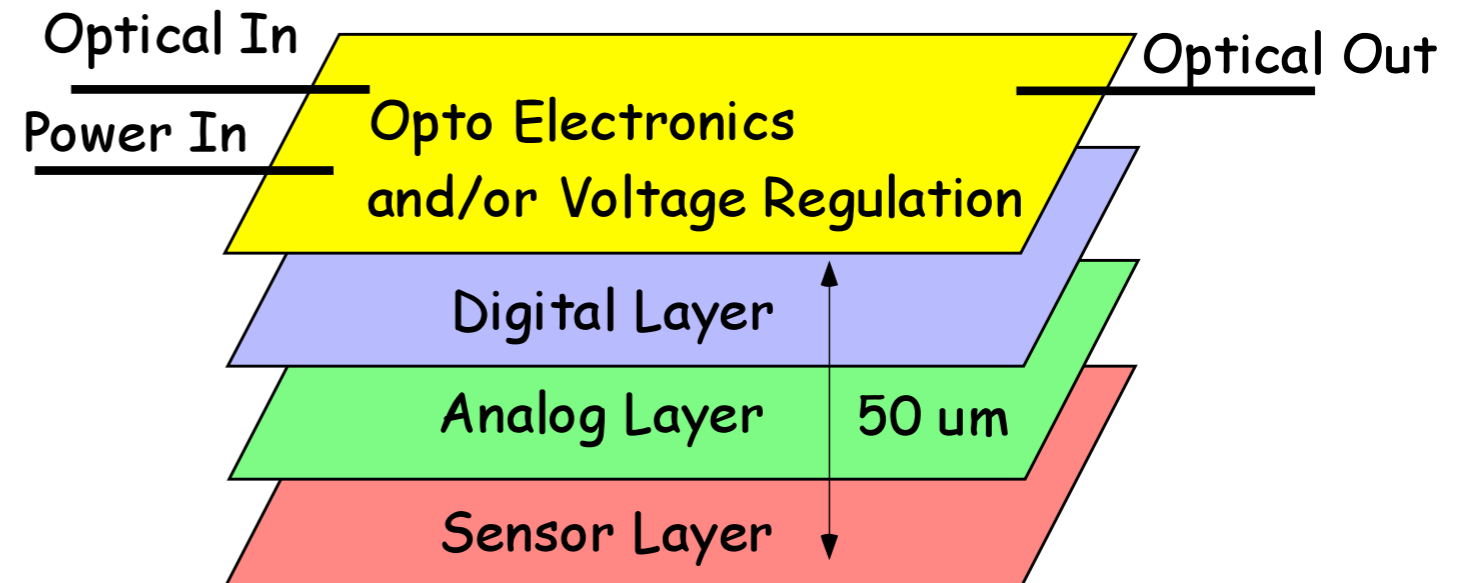 Optical In
Optical Out
Power In
Opto Electronics
and/or Voltage Regulation
Digital Layer
Analog Layer
50 um
Sensor Layer